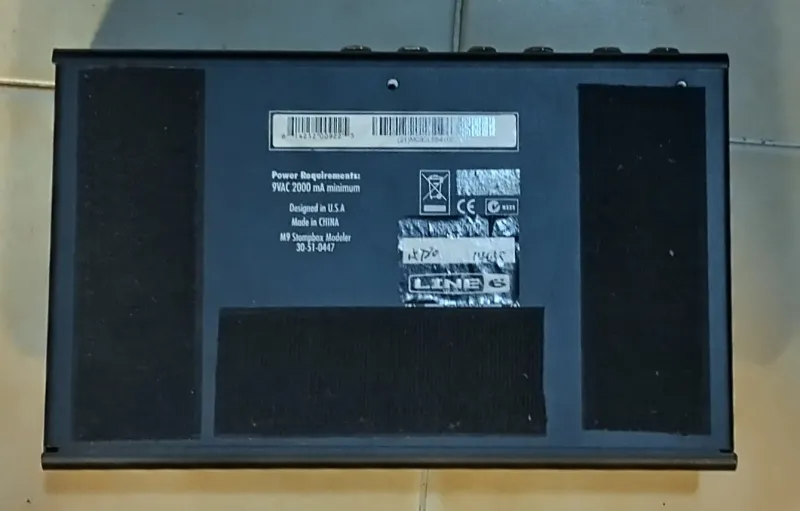 Power Requirements:
9VAC 2000 mA minimum
Designed in U.S.A
Made in CHINA
M9 Stompbox Modeler
30-51-0447
CE
LINE 6